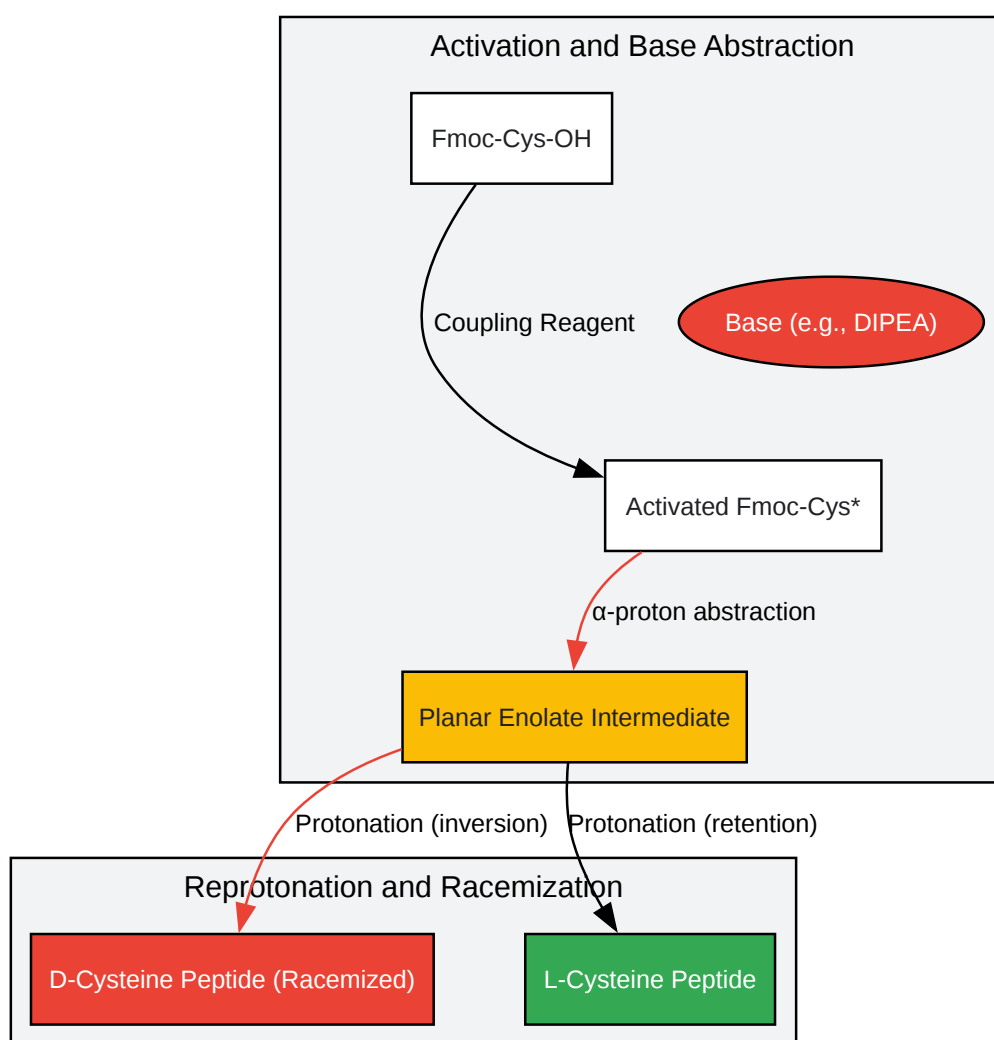 Activation and Base Abstraction
Fmoc-Cys-OH
Coupling Reagent
Base (e.g., DIPEA)
Activated Fmoc-Cys*
α-proton abstraction
Planar Enolate Intermediate
Protonation (inversion)
Protonation (retention)
Reprotonation and Racemization
D-Cysteine Peptide (Racemized)
L-Cysteine Peptide